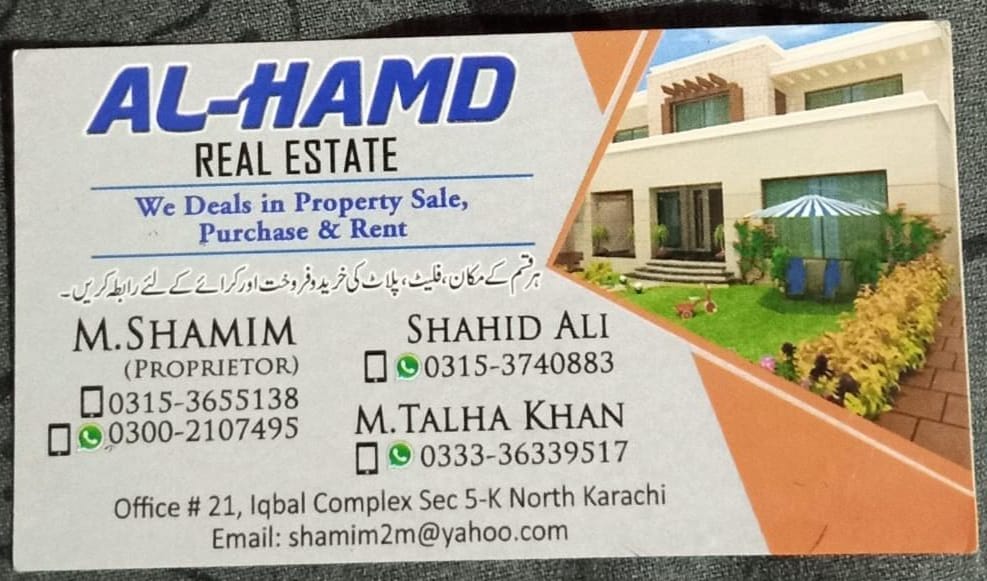 AL-HAMD
REAL ESTATE
We Deals in Property Sale,
Purchase & Rent
ہر قسم کے مکان، فلیٹ، پلاٹ کی خرید و فروخت اور کرائے کے لئے رابطہ کریں۔
M.SHAMIM
(PROPRIETOR)
0315-3655138
0300-2107495
SHAHID ALI
0315-3740883
M.TALHA KHAN
0333-36339517
Office # 21, Iqbal Complex Sec 5-K North Karachi
Email: shamim2m@yahoo.com